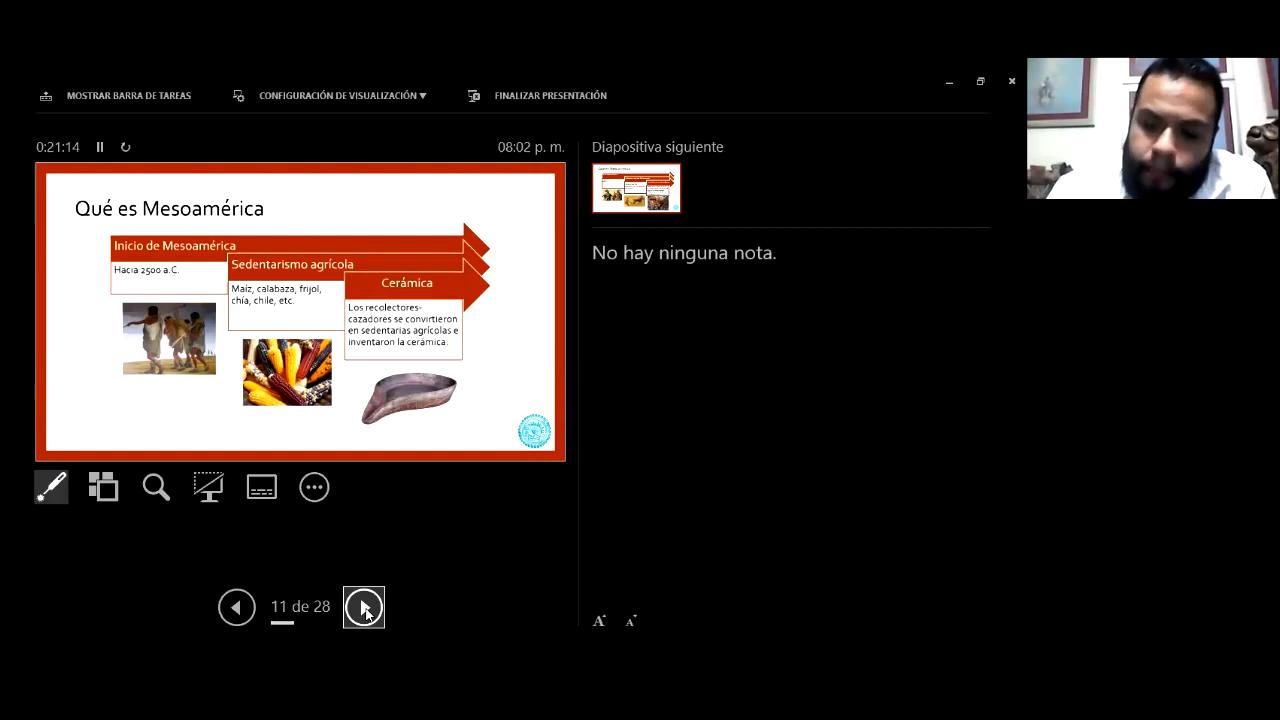 MOSTRAR BARRA DE TAREAS
CONFIGURACIÓN DE VISUALIZACIÓN
FINALIZAR PRESENTACIÓN
0:21:14
08:02 p. m.
Qué es Mesoamérica
Inicio de Mesoamérica
Hacia 2500 a.C.
Sedentarismo agrícola
Maíz, calabaza, frijol,
chía, chile, etc.
Cerámica
Los recolectores-
cazadores se convirtieron
en sedentarias agrícolas e
inventaron la cerámica.
11 de 28
Diapositiva siguiente
No hay ninguna nota.
A A